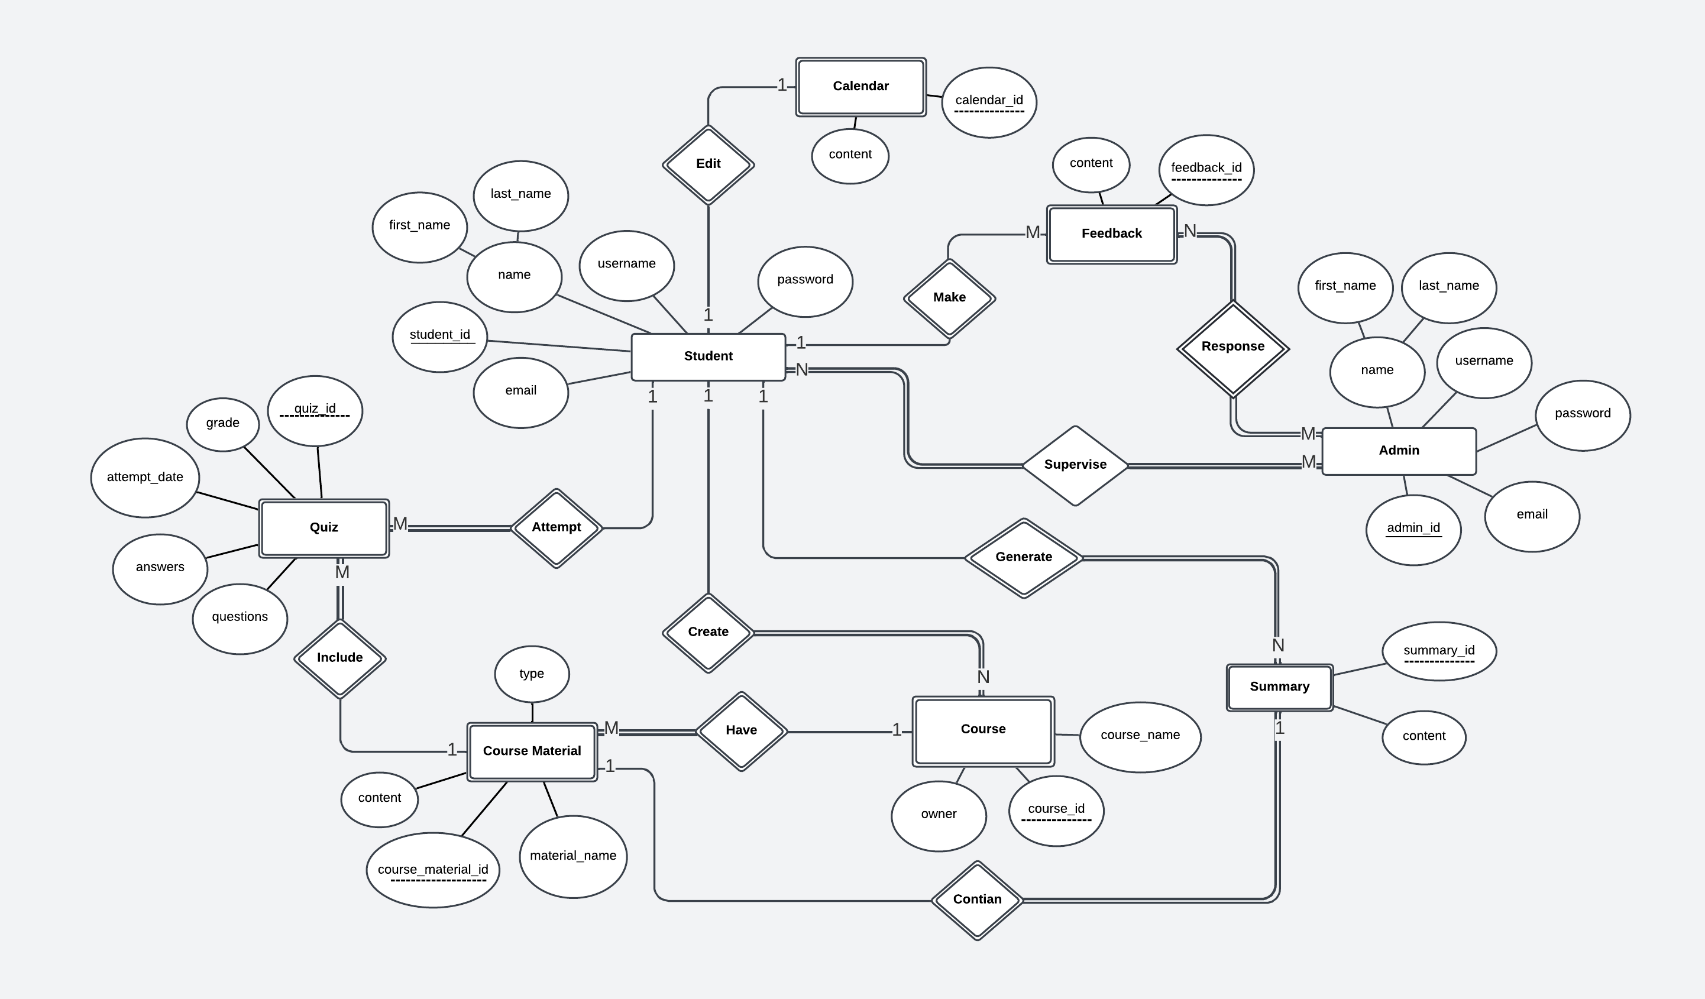 1
Calendar
calendar_id
content
Edit
content
feedback_id
last_name
first_name
M
Feedback
N
name
username
password
Make
first_name
last_name
1
student_id
Student
1
Response
username
name
N
email
1
1
1
password
quiz_id
grade
M
Admin
attempt_date
Supervise
M
Quiz
M
Attempt
admin_id
email
answers
M
Generate
questions
Create
N
summary_id
Include
type
N
Summary
Course Material
M
Have
1
Course
course_name
1
content
1
1
content
owner
course_id
course_material_id
material_name
Contian